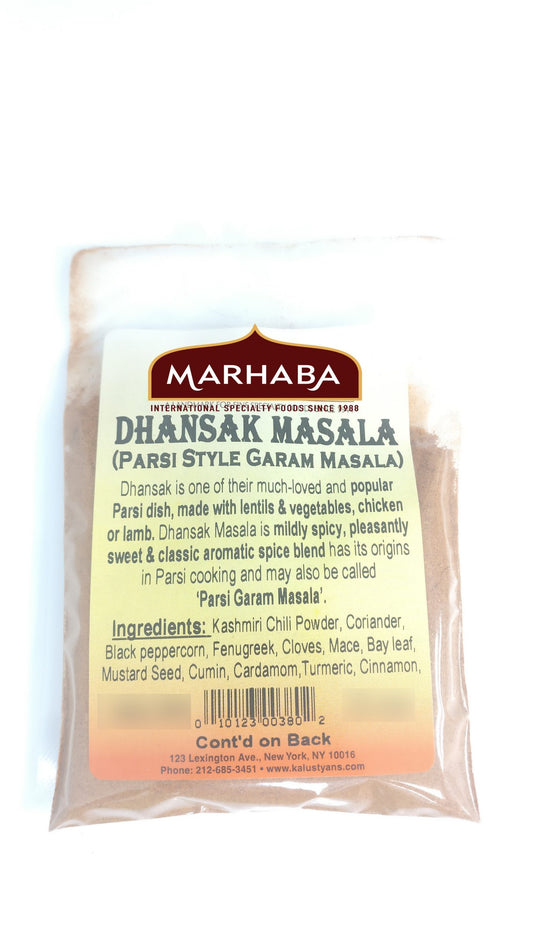 MARHABA
INTERNATIONAL SPECIALTY FOODS SINCE 1988
DHANSAK MASALA
(PARSI STYLE GARAM MASALA)
Dhansak is one of their much-loved and popular
Parsi dish, made with lentils & vegetables, chicken
or lamb. Dhansak Masala is mildly spicy, pleasantly
sweet & classic aromatic spice blend has its origins
in Parsi cooking and may also be called
‘Parsi Garam Masala’.
Ingredients: Kashmiri Chili Powder, Coriander,
Black peppercorn, Fenugreek, Cloves, Mace, Bay leaf,
Mustard Seed, Cumin, Cardamom,Turmeric, Cinnamon,
0 10123 00380 2
Cont'd on Back
123 Lexington Ave., New York, NY 10016
Phone: 212-685-3451 • www.kalustyans.com